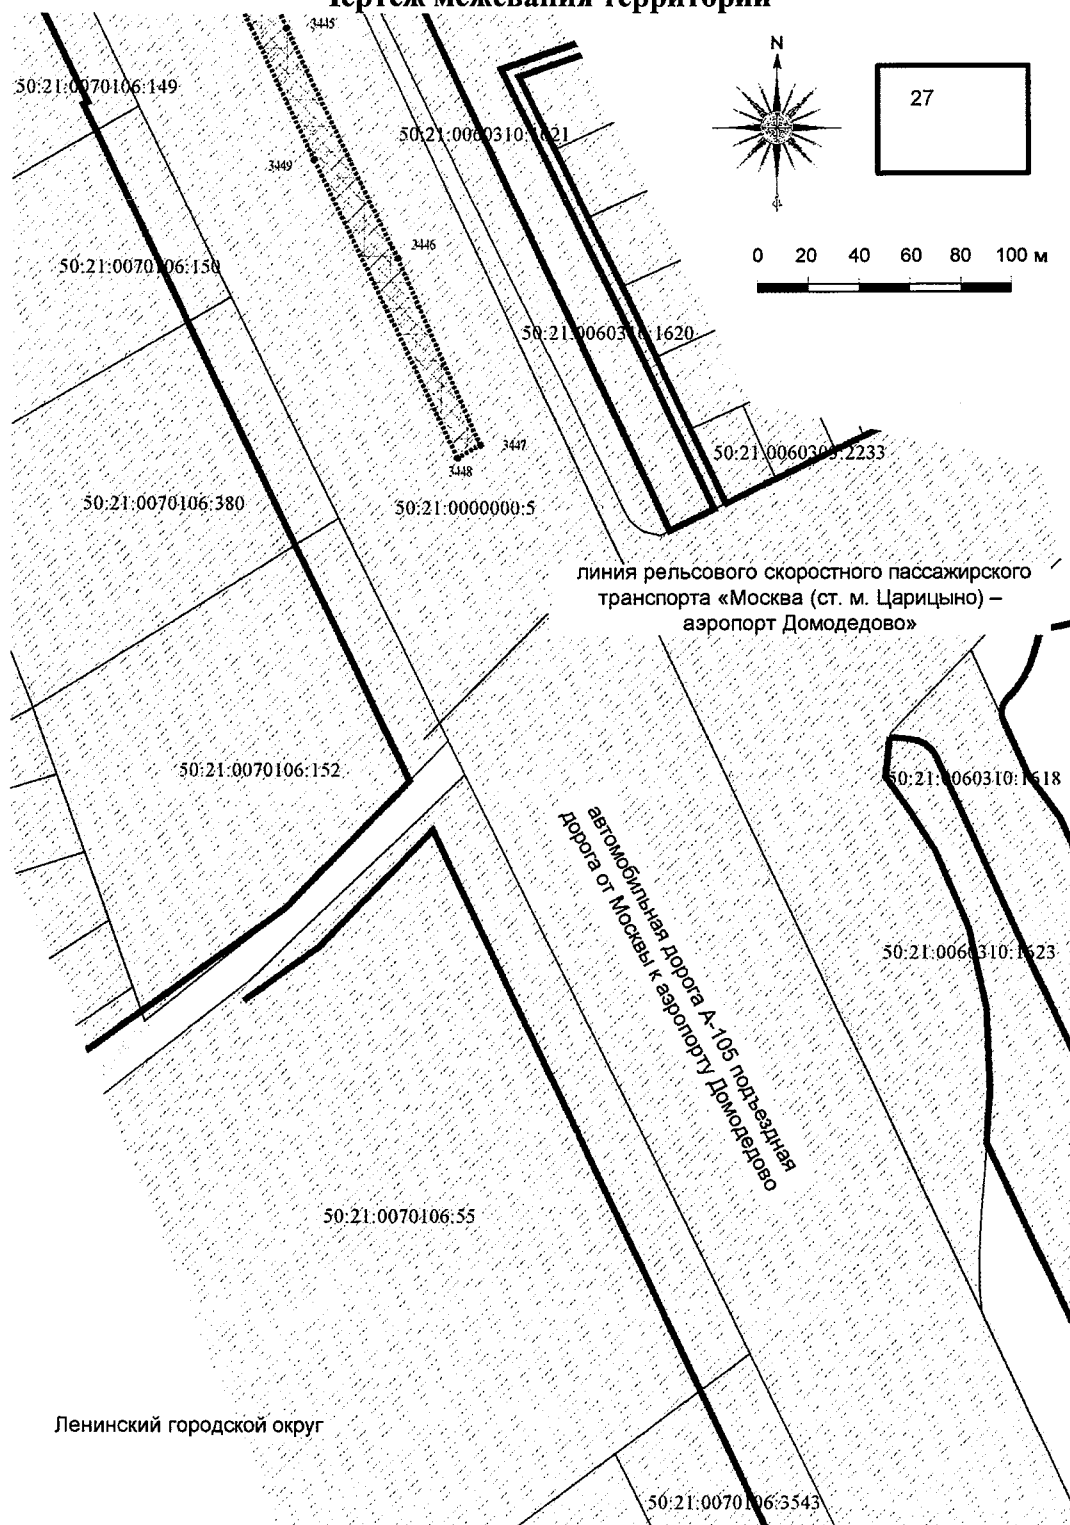 Чертеж межевания территории
3445
N
27
50:21:0070106:149
50:21:0060310:1621
3449
3446
0 20 40 60 80 100 м
50:21:0070106:150
50:21:0060310:1620
3447
3448
50:21:0060309:2233
50:21:0070106:380
50:21:0000000:5
линия рельсового скоростного пассажирского
транспорта «Москва (ст. м. Царицыно) –
аэропорт Домодедово»
50:21:0070106:152
50:21:0060310:1618
автомобильная дорога А-105 подъездная
дорога от Москвы к аэропорту Домодедово
50:21:0060310:1623
50:21:0070106:55
Ленинский городской округ
50:21:0070106:3543